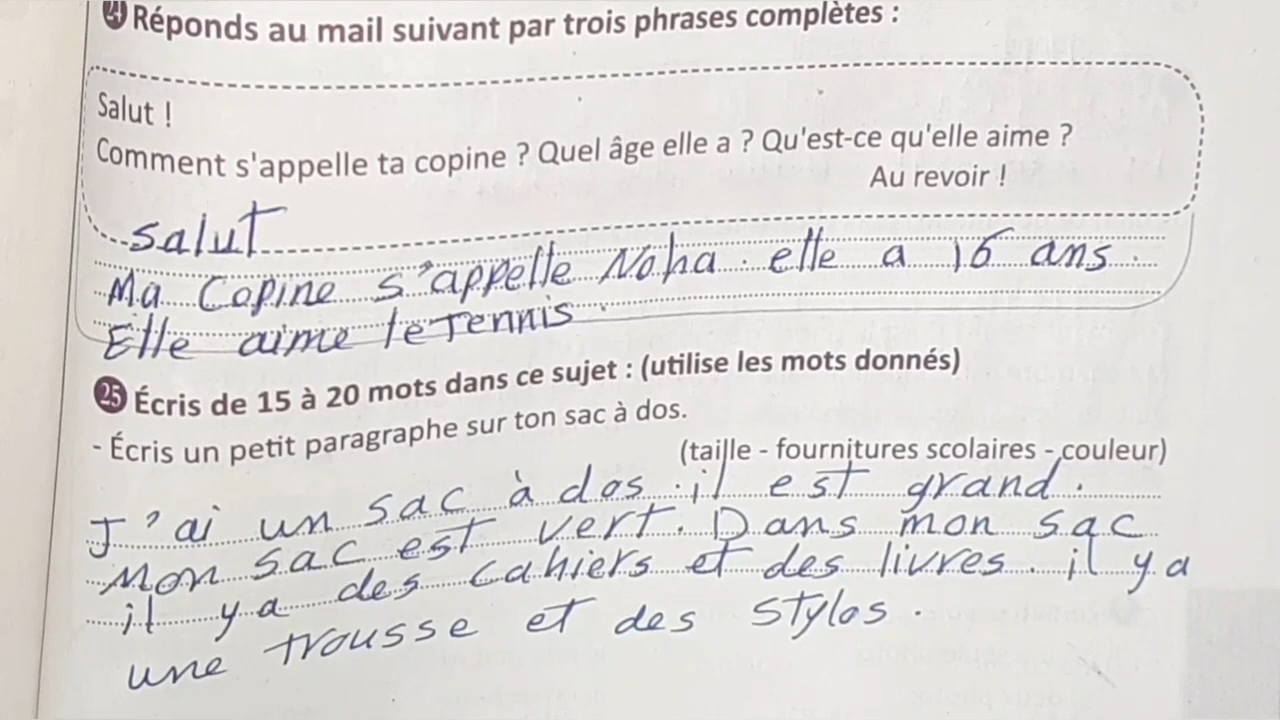 24 Réponds au mail suivant par trois phrases complètes :
Salut !
Comment s'appelle ta copine ? Quel âge elle a ? Qu'est-ce qu'elle aime ?
Au revoir !
salut
Ma Copine s'appelle Noha. elle a 16 ans.
Elle aime le Tennis.
25 Écris de 15 à 20 mots dans ce sujet : (utilise les mots donnés)
- Écris un petit paragraphe sur ton sac à dos.
(taille - fournitures scolaires - couleur)
J'ai un sac à dos. il est grand.
Mon sac est vert. Dans mon sac
il y a des cahiers et des livres. il y a
une trousse et des stylos.